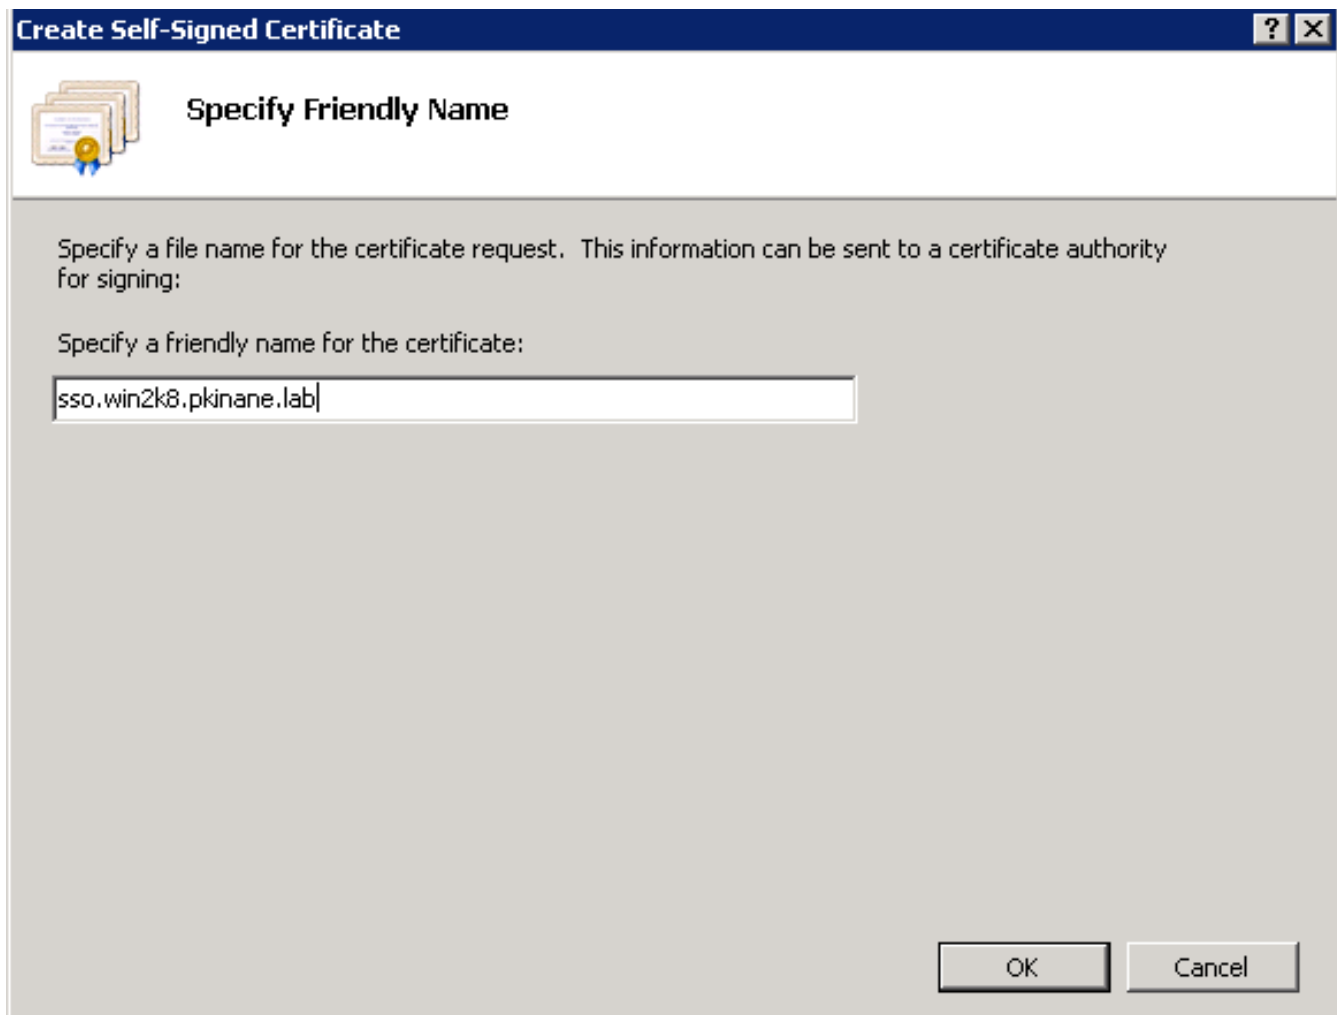 Create Self-Signed Certificate
Specify Friendly Name
Specify a file name for the certificate request.  This information can be sent to a certificate authority
for signing:
Specify a friendly name for the certificate:
sso.win2k8.pkinane.lab
OK
Cancel